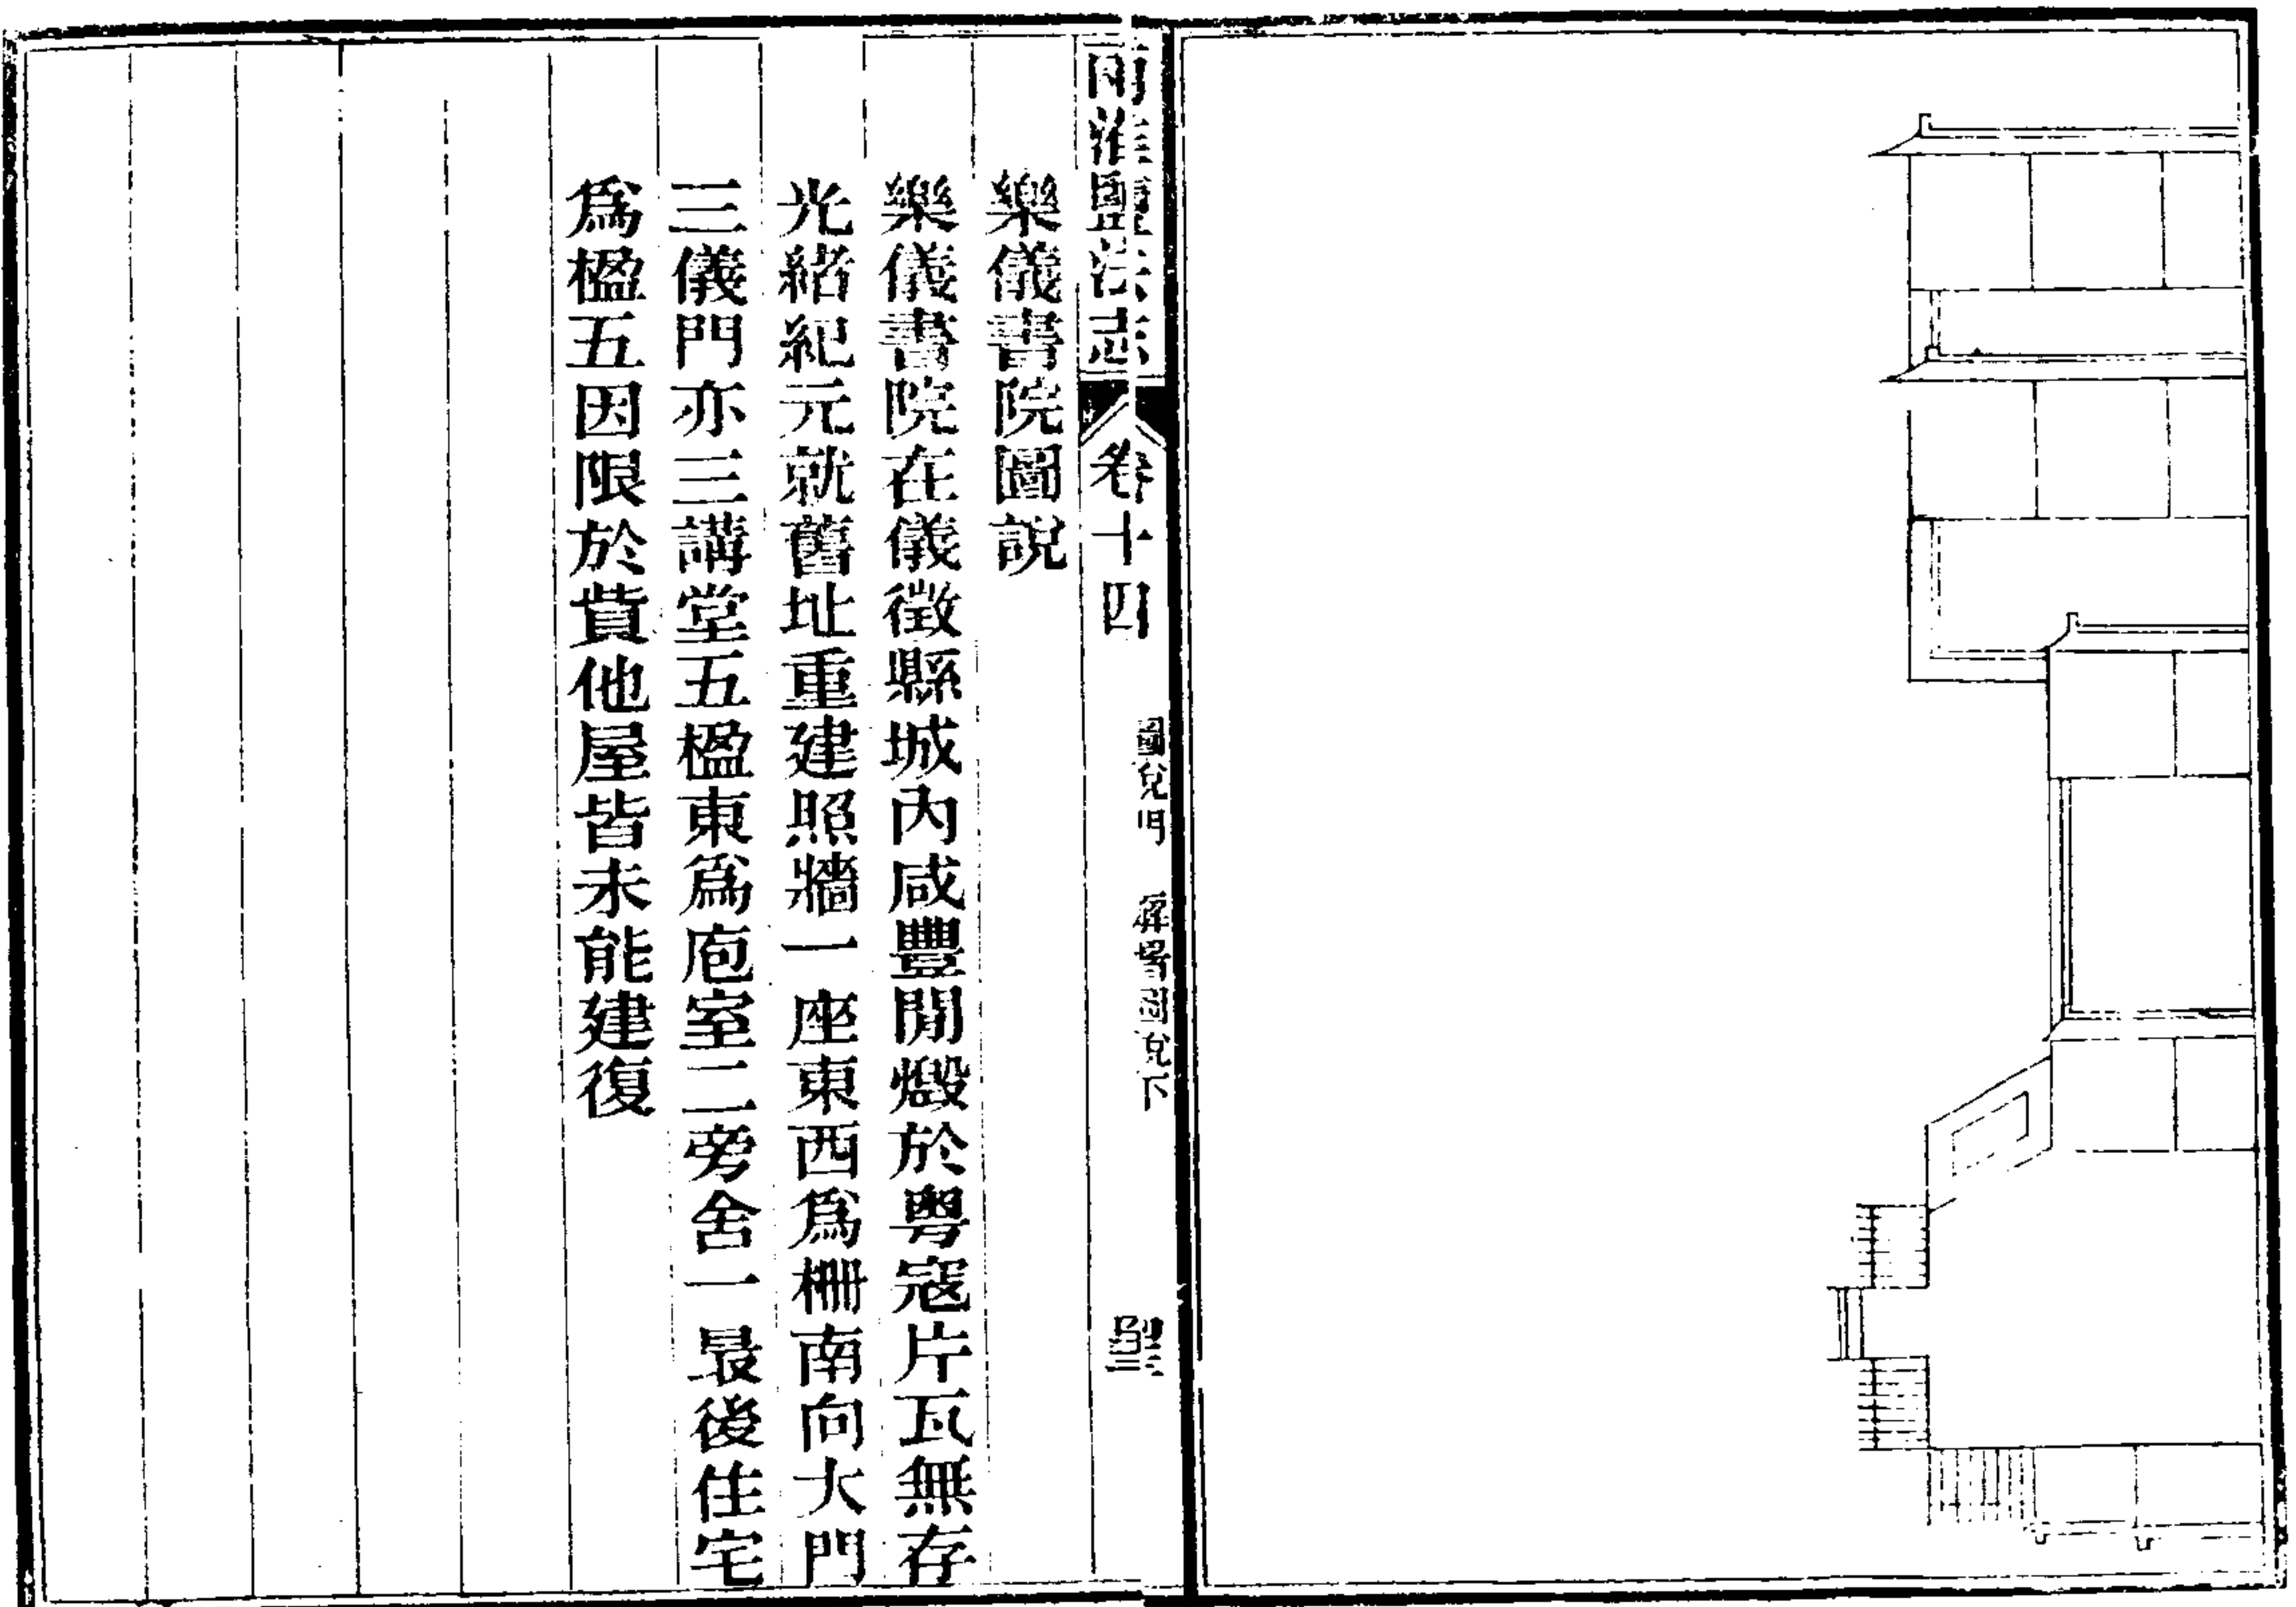 兩淮鹽法志
卷十四
圖說門
廨署圖說下
樂儀書院圖說
樂儀書院在儀徵縣城內咸豐閒燬於粵寇片瓦無存
光緒紀元就舊址重建照牆一座東西爲柵南向大門
三儀門亦三講堂五楹東爲庖室二旁舍一最後住宅
爲楹五因限於貲他屋皆未能建復